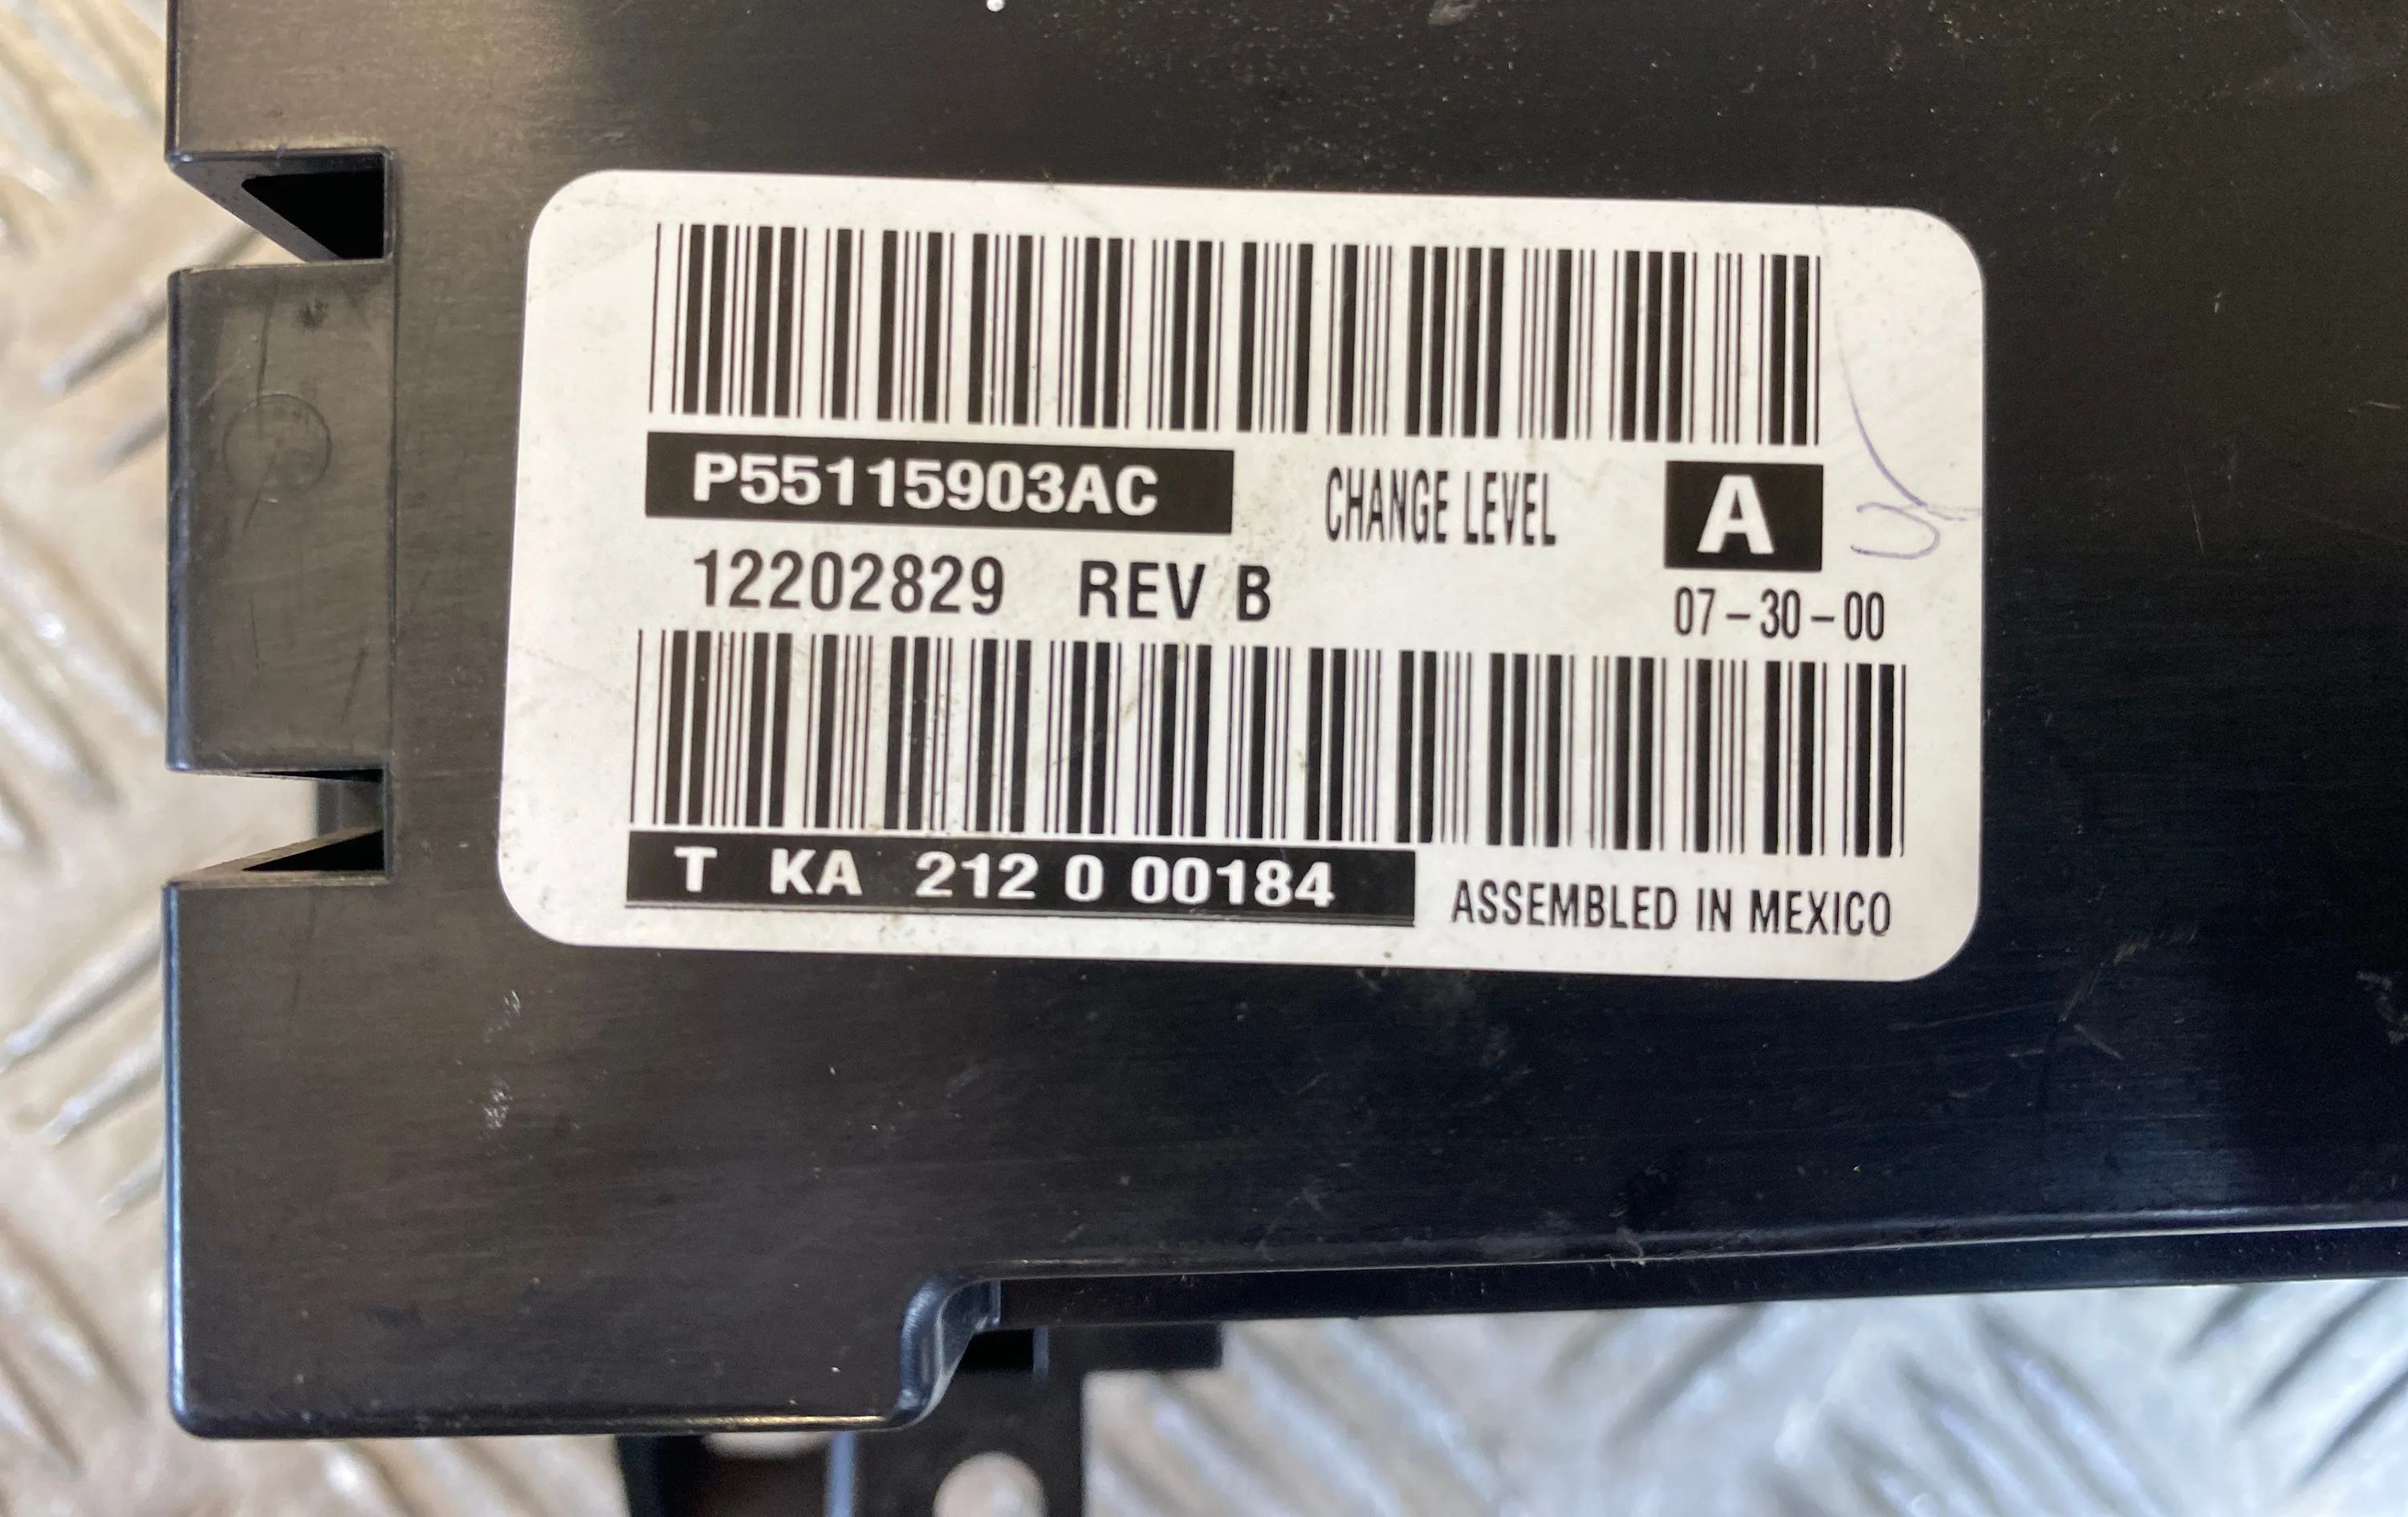 P55115903AC CHANGE LEVEL A
12202829 REV B 07-30-00
T KA 212 0 00184 ASSEMBLED IN MEXICO